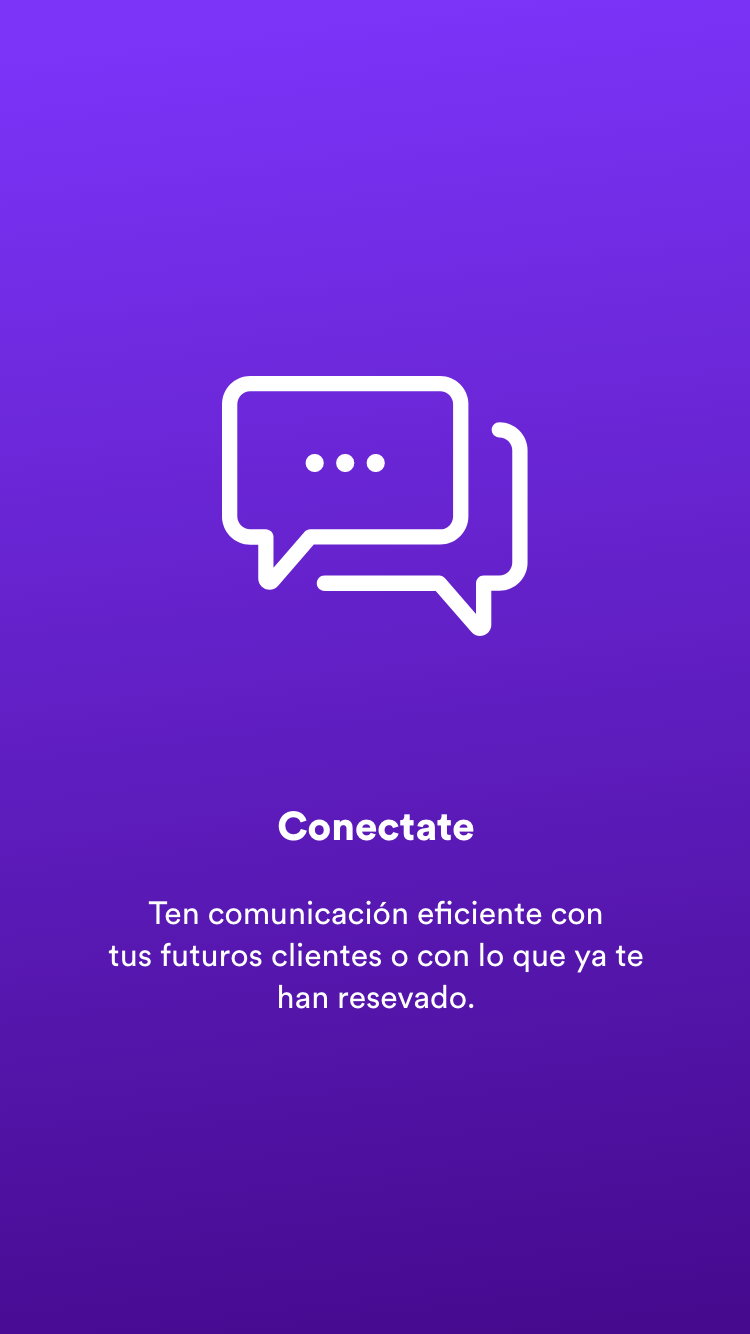 Conectate
Ten comunicación eficiente con
tus futuros clientes o con lo que ya te
han resevado.